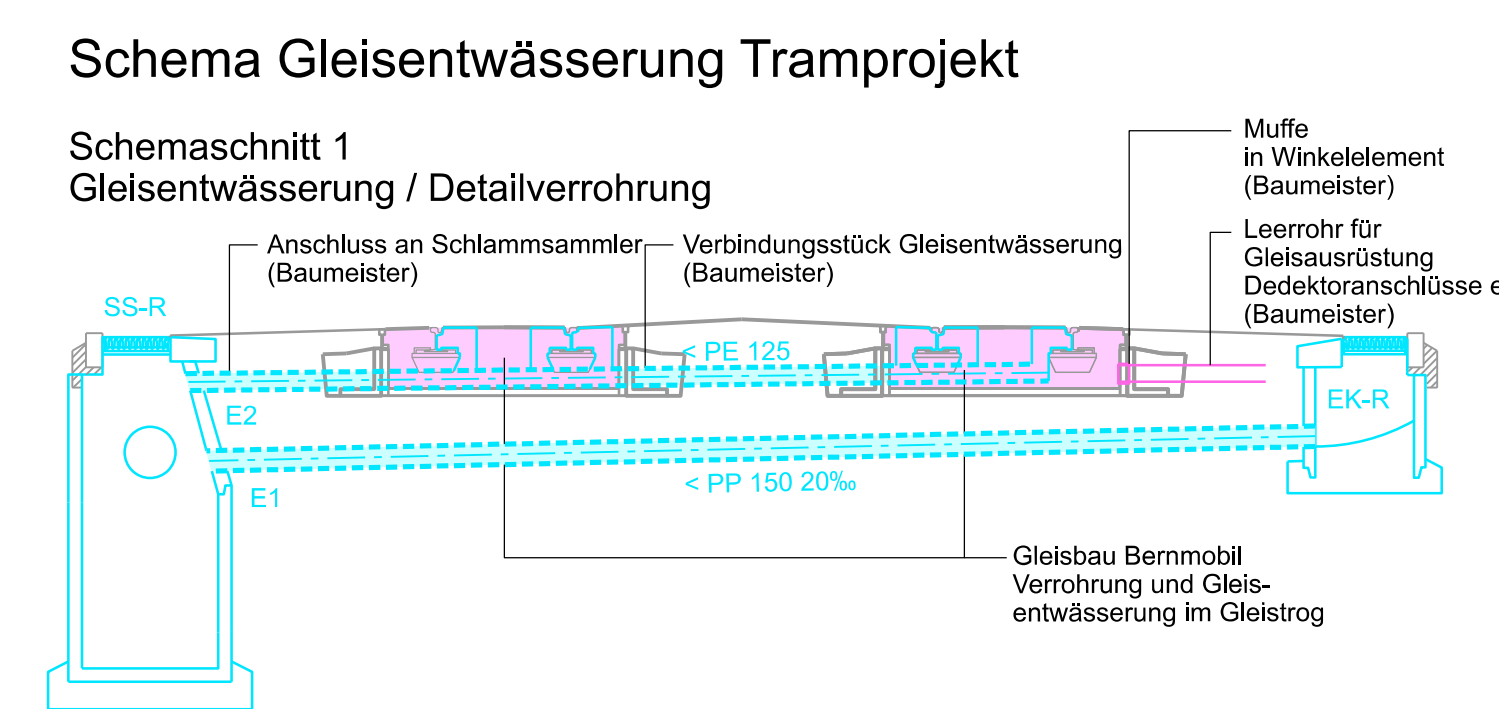 Schema Gleisentwässerung Tramprojekt
Schemaschnitt 1
Gleisentwässerung / Detailverrohrung
Muffe
in Winkelelement
(Baumeister)
Anschluss an Schlammsammler
(Baumeister)
Verbindungsstück Gleisentwässerung
(Baumeister)
Leerrohr für
Gleisausrüstung
Dedektoranschlüsse e
(Baumeister)
SS-R
< PE 125
EK-R
E2
E1
< PP 150 20‰
Gleisbau Bernmobil
Verrohrung und Gleis-
entwässerung im Gleistrog